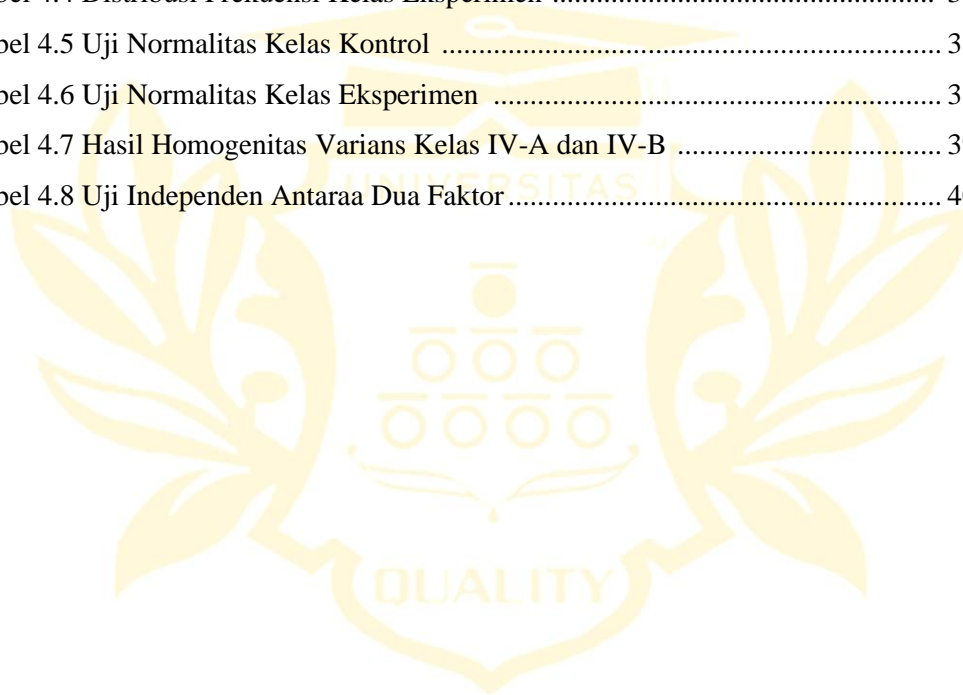 bel 4.5 Uji Normalitas Kelas Kontrol ........................................................................................ 3
bel 4.6 Uji Normalitas Kelas Eksperimen ............................................................................... 3
bel 4.7 Hasil Homogenitas Varians Kelas IV-A dan IV-B .............................................. 3
bel 4.8 Uji Independen Antaraa Dua Faktor ............................................................................ 4
UNIVERSITAS
QUALITY